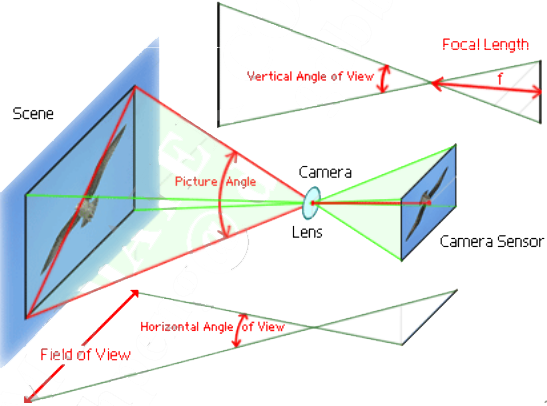 Focal Length
Vertical Angle of View
f
Scene
Camera
Picture Angle
Lens
Camera Sensor
Horizontal Angle of View
Field of View